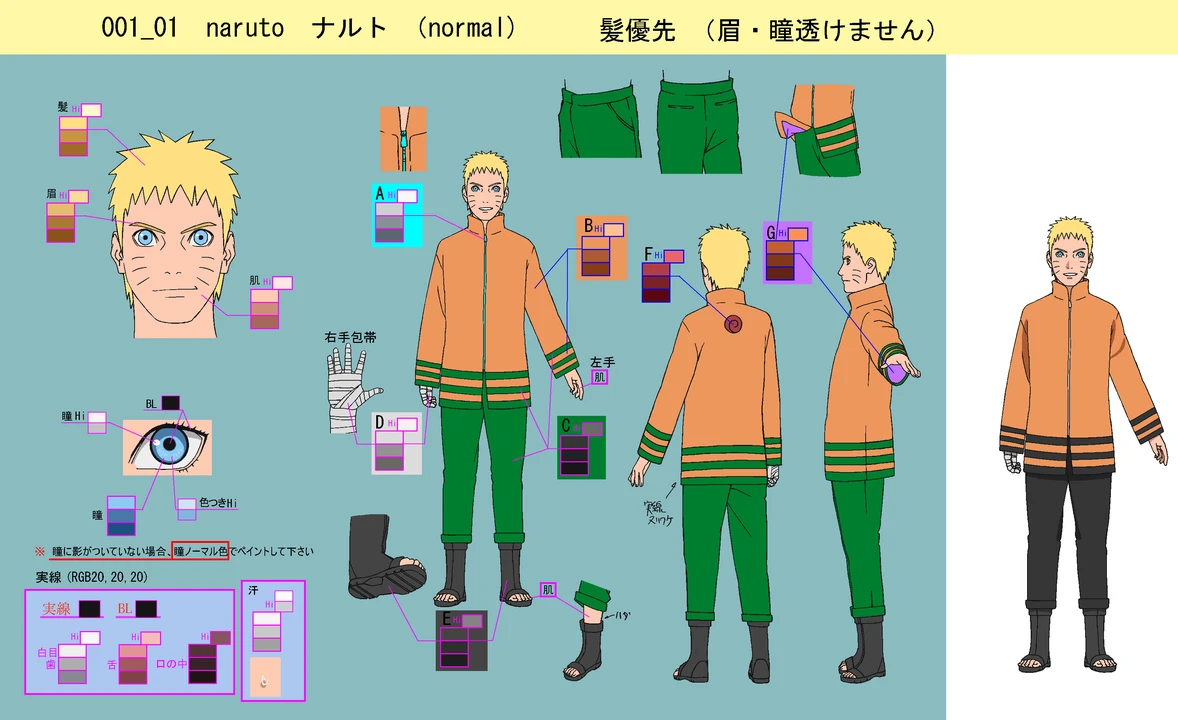 001_01 naruto ナルト (normal) 髪優先 (眉・瞳透けません)
髪 Hi
眉 Hi
肌 Hi
A Hi
B Hi
F Hi
G Hi
右手包帯
左手
肌
D Hi
C Hi
BL
瞳Hi
瞳
色つきHi
※ 瞳に影がついていない場合、瞳ノーマル色でペイントして下さい
実線 (RGB20, 20, 20)
実線 BL
Hi Hi Hi
白目
歯 舌 口の中
汗
Hi
E Hi
肌
ハダ